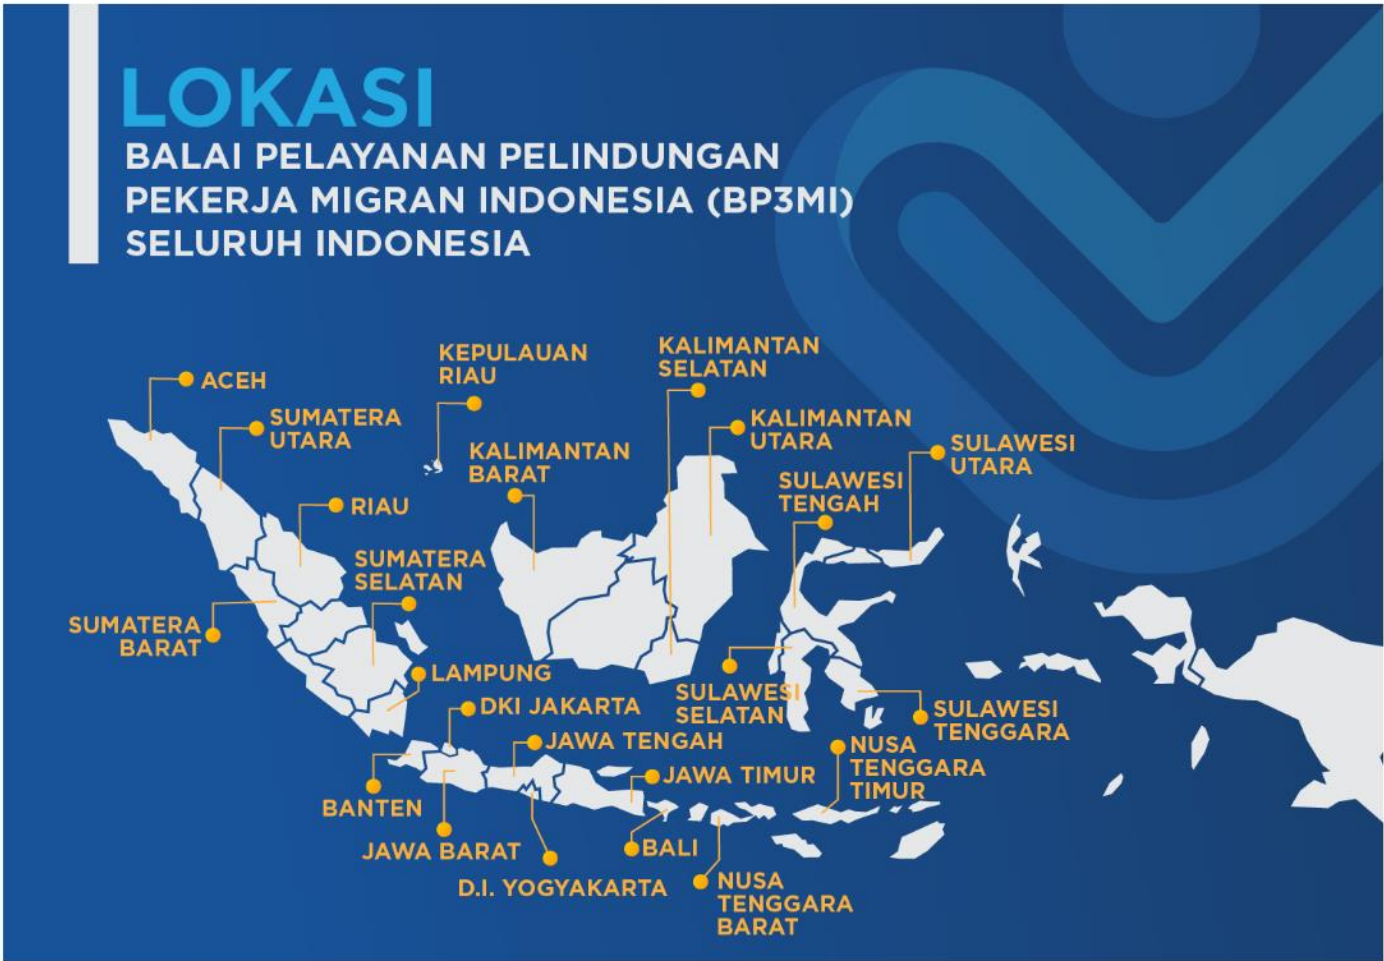 LOKASI
BALAI PELAYANAN PELINDUNGAN
PEKERJA MIGRAN INDONESIA (BP3MI)
SELURUH INDONESIA
ACEH
SUMATERA
UTARA
KEPULAUAN
RIAU
KALIMANTAN
SELATAN
KALIMANTAN
UTARA
KALIMANTAN
BARAT
SULAWESI
UTARA
SULAWESI
TENGAH
RIAU
SUMATERA
SELATAN
SUMATERA
BARAT
LAMPUNG
DKI JAKARTA
SULAWESI
SELATAN
SULAWESI
TENGGARA
JAWA TENGAH
NUSA
TENGGARA
TIMUR
JAWA TIMUR
BANTEN
JAWA BARAT
BALI
D.I. YOGYAKARTA
NUSA
TENGGARA
BARAT